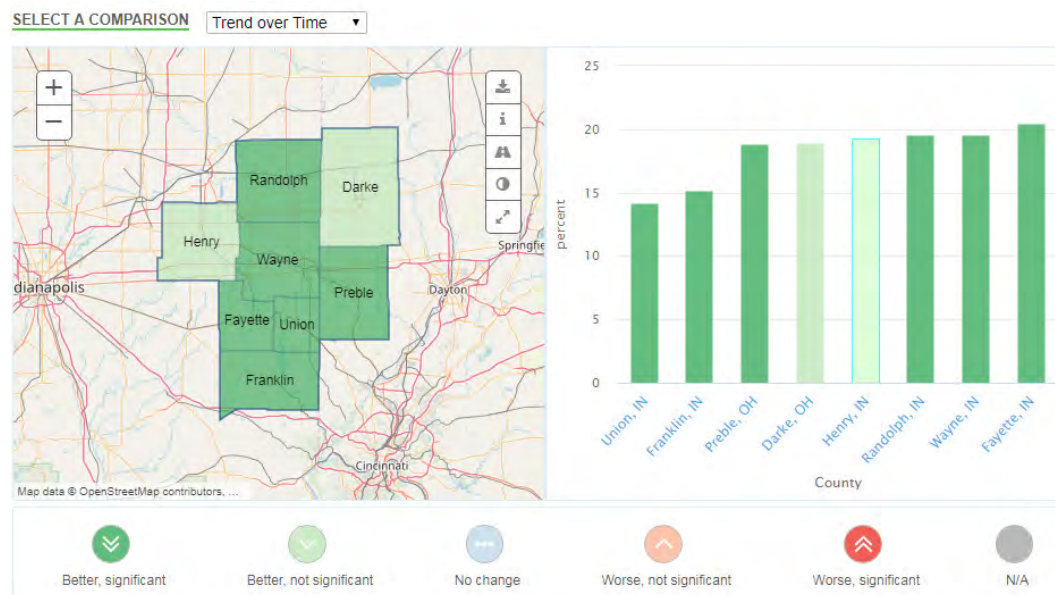 SELECT A COMPARISON Trend over Time ▼
+
−
i
Randolph
Darke
Henry
Wayne
Springfie
dianapolis
Preble
Dayton
Fayette
Union
Franklin
Cincinnati
Map data © OpenStreetMap contributors, ...
25
20
15
10
5
0
percent
Union, IN
Franklin, IN
Preble, OH
Darke, OH
Henry, IN
Randolph, IN
Wayne, IN
Fayette, IN
County
Better, significant
Better, not significant
No change
Worse, not significant
Worse, significant
N/A